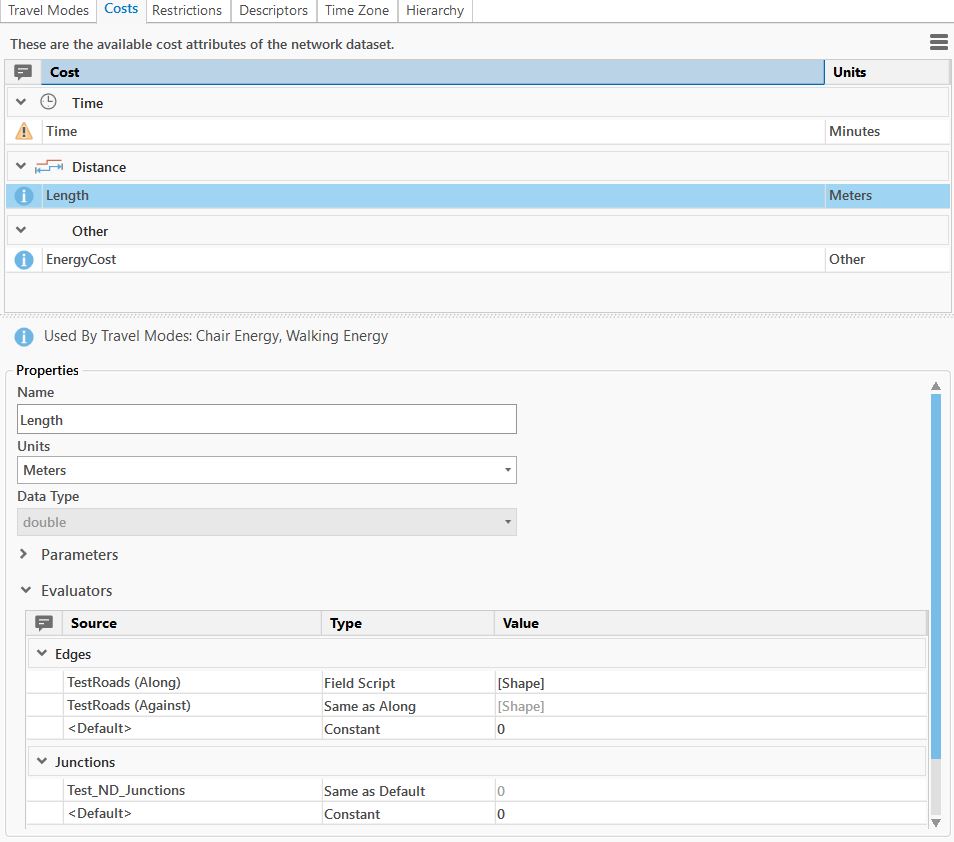 Travel Modes Costs Restrictions Descriptors Time Zone Hierarchy
These are the available cost attributes of the network dataset.
Cost Units
Time
Time Minutes
Distance
Length Meters
Other
EnergyCost Other
Used By Travel Modes: Chair Energy, Walking Energy
Properties
Name
Length
Units
Meters
Data Type
double
Parameters
Evaluators
Source Type Value
Edges
TestRoads (Along) Field Script [Shape]
TestRoads (Against) Same as Along [Shape]
<Default> Constant 0
Junctions
Test_ND_Junctions Same as Default 0
<Default> Constant 0